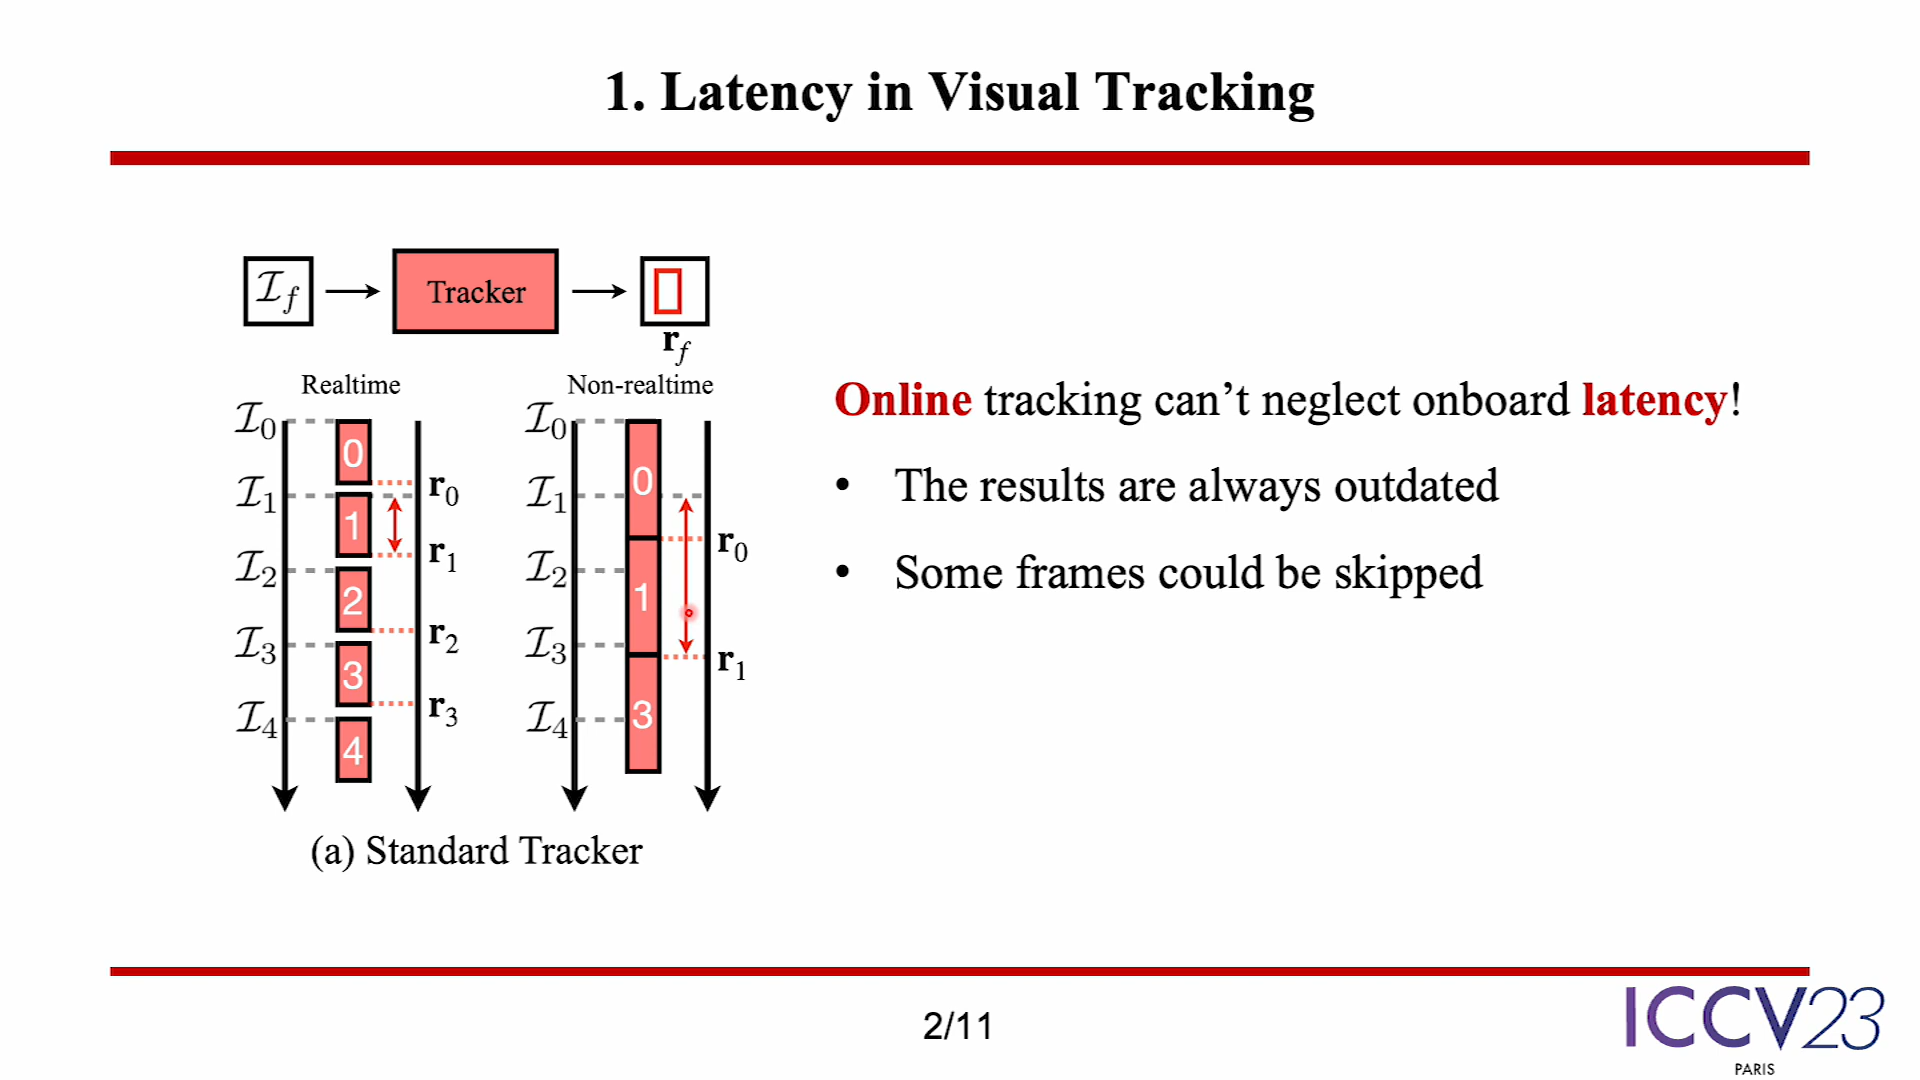 1. Latency in Visual Tracking
ℐf
Tracker
rf
Realtime
Non-realtime
ℐ0
0
r0
ℐ1
1
r1
ℐ2
2
r2
ℐ3
3
r3
ℐ4
4
ℐ0
0
ℐ1
r0
ℐ2
1
ℐ3
r1
ℐ4
3
(a) Standard Tracker
Online tracking can’t neglect onboard latency!
• The results are always outdated
• Some frames could be skipped
2/11
ICCV23
PARIS